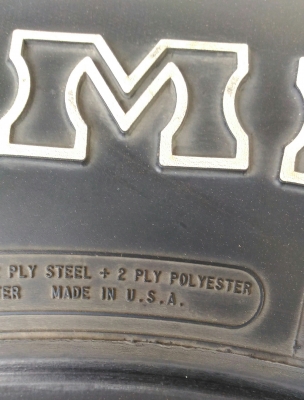 M
PLY STEEL + 2 PLY POLYESTER
MADE IN U.S.A.